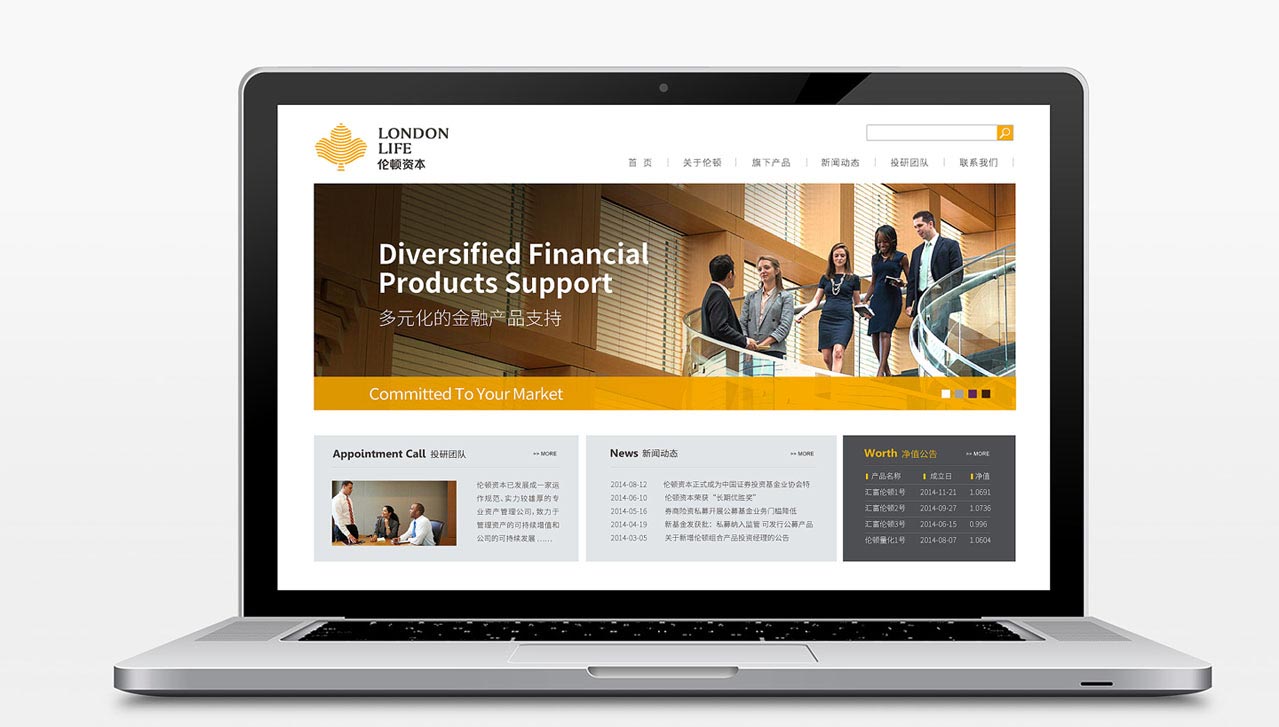 LONDON
LIFE
伦顿资本
首 页 关于伦顿 旗下产品 新闻动态 投研团队 联系我们
Diversified Financial
Products Support
多元化的金融产品支持
Committed To Your Market
Appointment Call 投研团队 >> MORE
伦顿资本已发展成一家运
作规范、实力较雄厚的专
业资产管理公司,致力于
管理资产的可持续增值和
公司的可持续发展 ......
News 新闻动态 >> MORE
2014-08-12 伦顿资本正式成为中国证券投资基金业协会特
2014-06-10 伦顿资本荣获“长期优胜奖”
2014-05-16 券商险资私募开展公募基金业务门槛降低
2014-04-19 新基金发获批：私募纳入监管 可发行公募产品
2014-03-05 关于新增伦顿组合产品投资经理的公告
Worth 净值公告 >> MORE
产品名称 成立日 净值
汇富伦顿1号 2014-11-21 1.0691
汇富伦顿2号 2014-09-27 1.0736
汇富伦顿3号 2014-06-15 0.996
伦顿量化1号 2014-08-07 1.0604